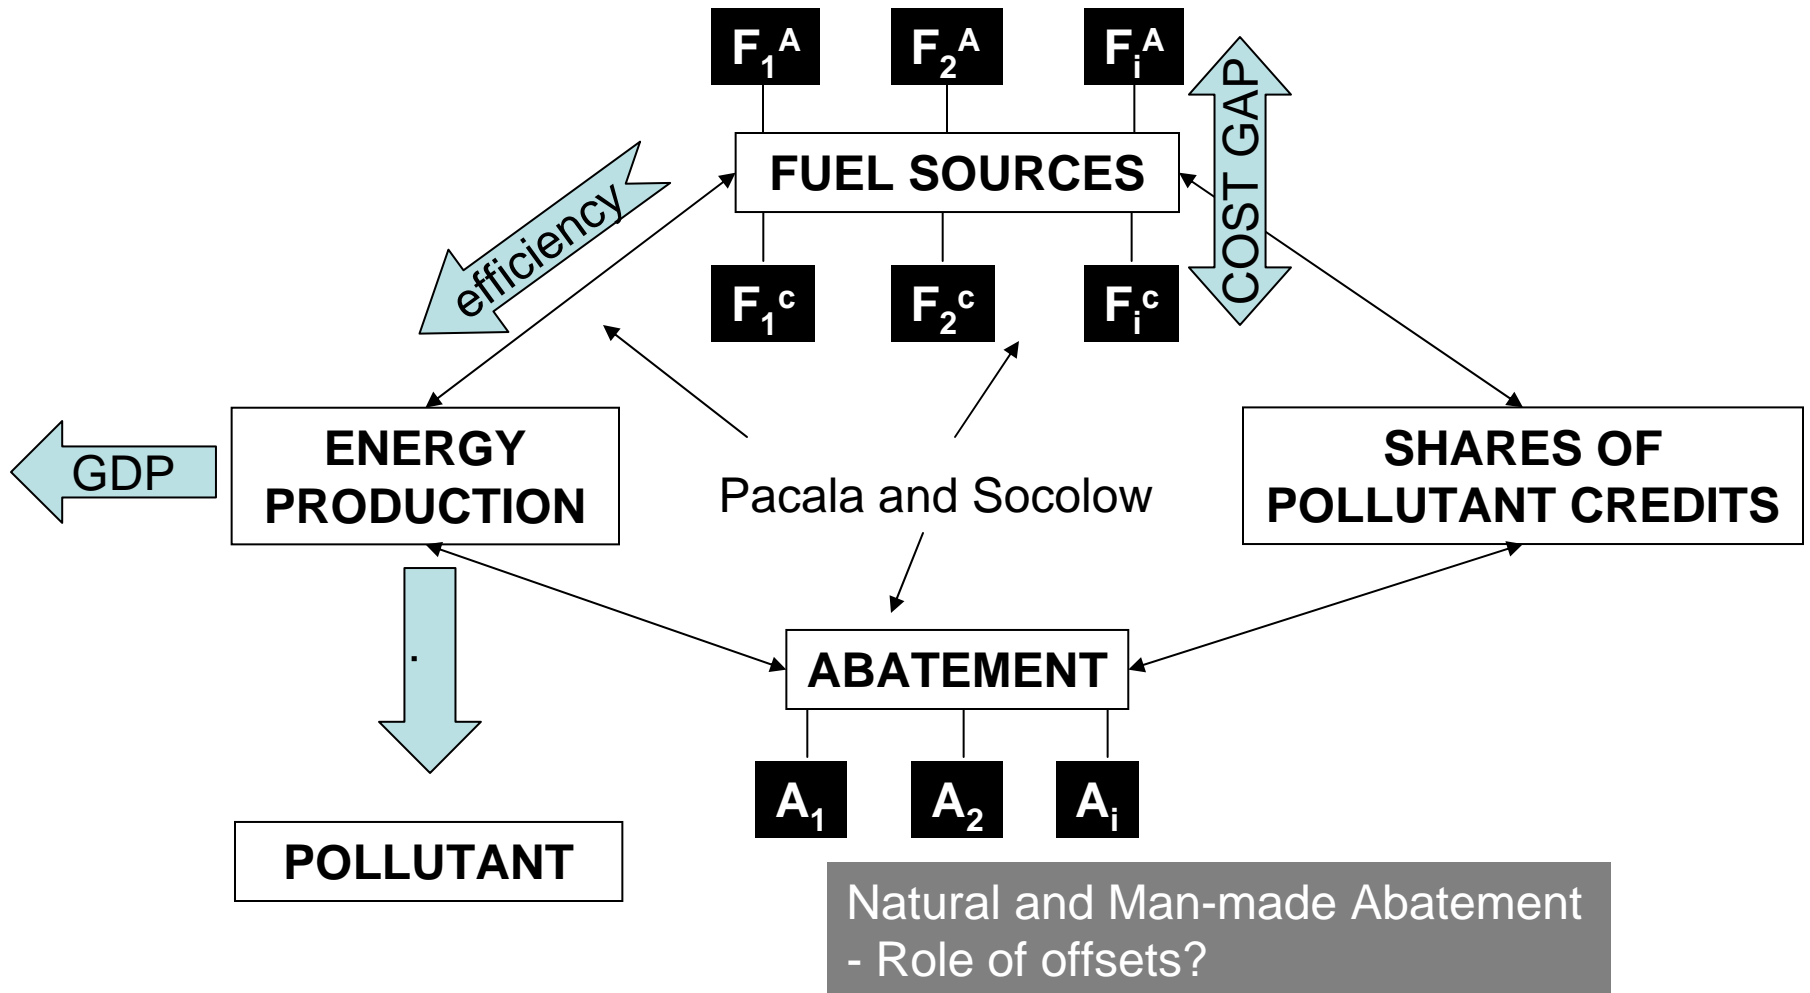 F₁ᴬ
F₂ᴬ
Fᵢᴬ
COST GAP
FUEL SOURCES
efficiency
F₁ᶜ
F₂ᶜ
Fᵢᶜ
GDP
ENERGY
PRODUCTION
Pacala and Socolow
SHARES OF
POLLUTANT CREDITS
.
ABATEMENT
A₁
A₂
Aᵢ
POLLUTANT
Natural and Man-made Abatement
- Role of offsets?